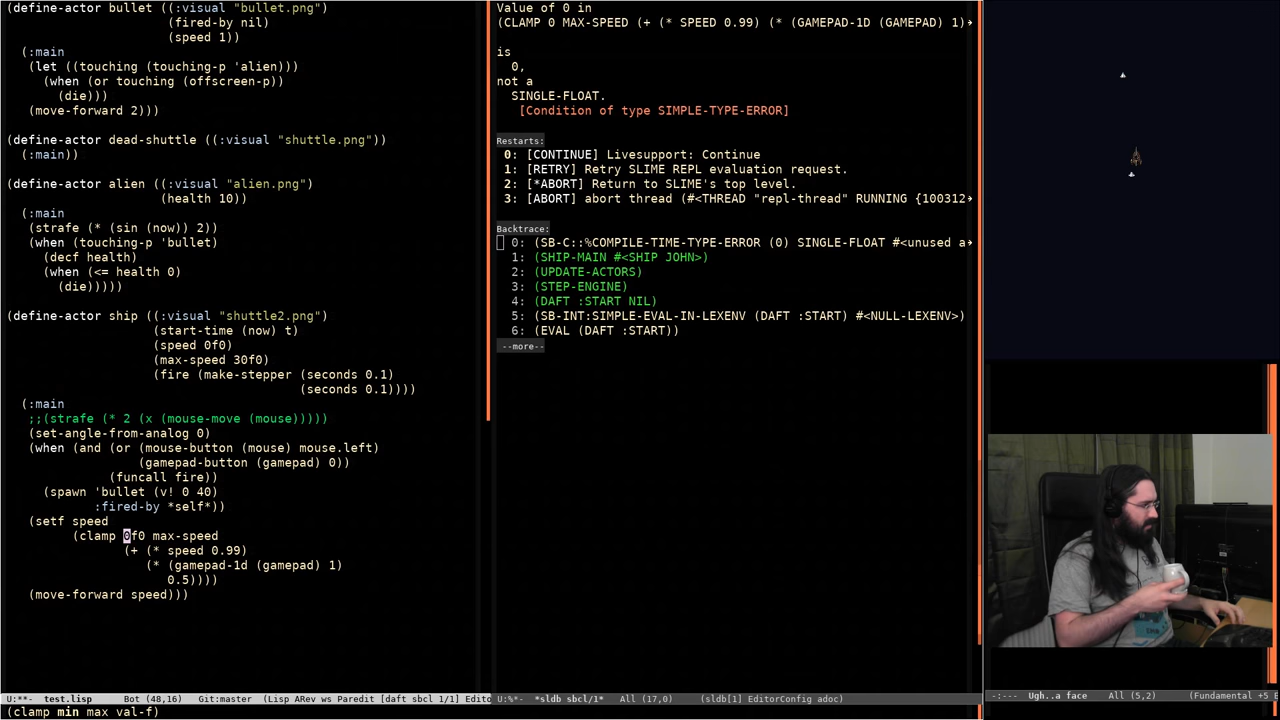 (define-actor bullet ((:visual "bullet.png")
(fired-by nil)
(speed 1))
(:main
(let ((touching (touching-p 'alien)))
(when (or touching (offscreen-p))
(die)))
(move-forward 2)))
(define-actor dead-shuttle ((:visual "shuttle.png"))
(:main))
(define-actor alien ((:visual "alien.png")
(health 10))
(:main
(strafe (* (sin (now)) 2))
(when (touching-p 'bullet)
(decf health)
(when (<= health 0)
(die)))))
(define-actor ship ((:visual "shuttle2.png")
(start-time (now) t)
(speed 0f0)
(max-speed 30f0)
(fire (make-stepper (seconds 0.1)
(seconds 0.1))))
(:main
;;(strafe (* 2 (x (mouse-move (mouse)))))
(set-angle-from-analog 0)
(when (and (or (mouse-button (mouse) mouse.left)
(gamepad-button (gamepad) 0))
(funcall fire))
(spawn 'bullet (v! 0 40)
:fired-by *self*))
(setf speed
(clamp 0f0 max-speed
(+ (* speed 0.99)
(* (gamepad-1d (gamepad) 1)
0.5))))
(move-forward speed)))
U:**- test.lisp Bot (48,16) Git:master (Lisp ARev ws Paredit [daft sbcl 1/1] Edito
(clamp min max val-f)
Value of 0 in
(CLAMP 0 MAX-SPEED (+ (* SPEED 0.99) (* (GAMEPAD-1D (GAMEPAD) 1)
is
0,
not a
SINGLE-FLOAT.
[Condition of type SIMPLE-TYPE-ERROR]
Restarts:
0: [CONTINUE] Livesupport: Continue
1: [RETRY] Retry SLIME REPL evaluation request.
2: [*ABORT] Return to SLIME's top level.
3: [ABORT] abort thread (#<THREAD "repl-thread" RUNNING {100312
Backtrace:
0: (SB-C::%COMPILE-TIME-TYPE-ERROR (0) SINGLE-FLOAT #<unused a
1: (SHIP-MAIN #<SHIP JOHN>)
2: (UPDATE-ACTORS)
3: (STEP-ENGINE)
4: (DAFT :START NIL)
5: (SB-INT:SIMPLE-EVAL-IN-LEXENV (DAFT :START) #<NULL-LEXENV>)
6: (EVAL (DAFT :START))
--more--
U:%*- *sldb sbcl/1* All (17,0) (sldb[1] EditorConfig adoc)
-:--- Ugh..a face All (5,2) (Fundamental +5 E